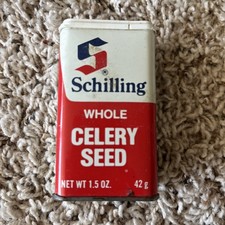 S®
Schilling
WHOLE
CELERY
SEED
NET WT 1.5 OZ. 42 g